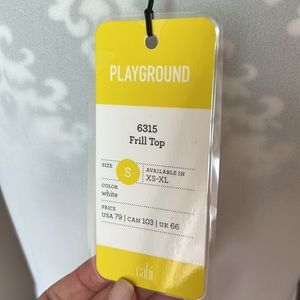 PLAYGROUND
6315
Frill Top
SIZE S AVAILABLE IN
XS-XL
COLOR
white
PRICE
USA 79 | CAN 103 | UK 66
cabi